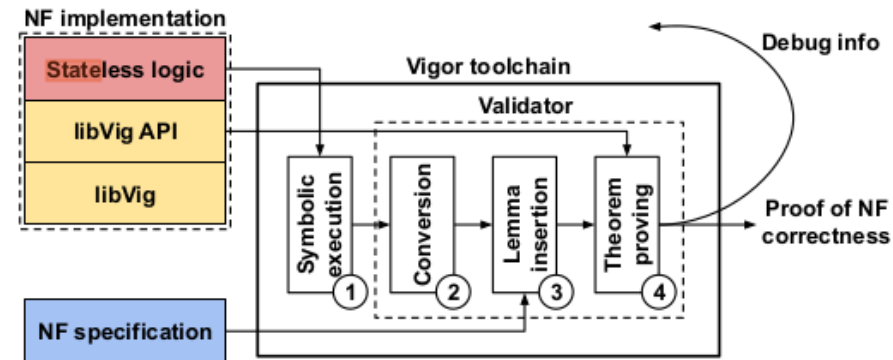 NF implementation
Stateless logic
libVig API
libVig
NF specification
Vigor toolchain
Validator
Symbolic
execution
1
Conversion
2
Lemma
insertion
3
Theorem
proving
4
Debug info
Proof of NF
correctness